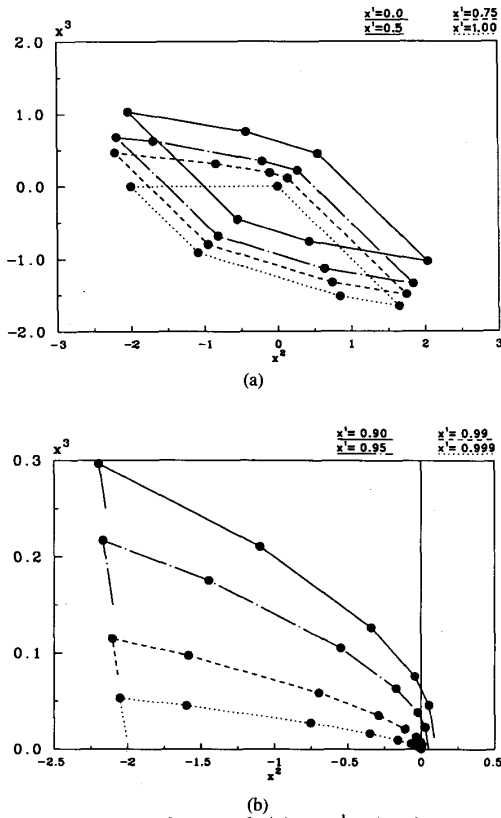 x¹=0.0 x¹=0.75
x¹=0.5 x¹=1.00
x³
2.0
1.0
0.0
-1.0
-2.0
-3 -2 -1 0 1 2 3
x²
(a)
x¹= 0.90 x¹= 0.99
x¹= 0.95 x¹= 0.999
x³
0.3
0.2
0.1
0.0
-2.5 -2 -1.5 -1 -0.5 0 0.5
x²
(b)